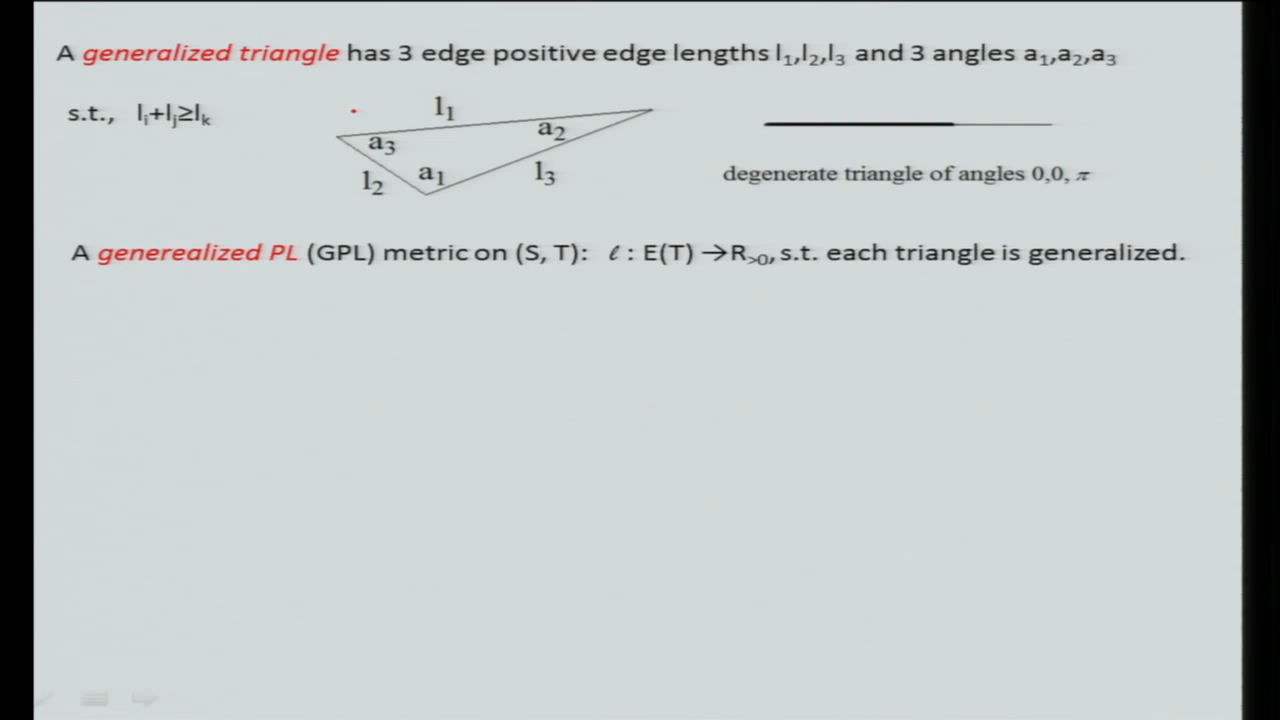 A generalized triangle has 3 edge positive edge lengths l₁,l₂,l₃ and 3 angles a₁,a₂,a₃
s.t., lᵢ+lⱼ≥lₖ
l₁
a₃
a₂
l₂
a₁
l₃
degenerate triangle of angles 0,0, π
A generealized PL (GPL) metric on (S, T): ℓ : E(T) →R>0, s.t. each triangle is generalized.